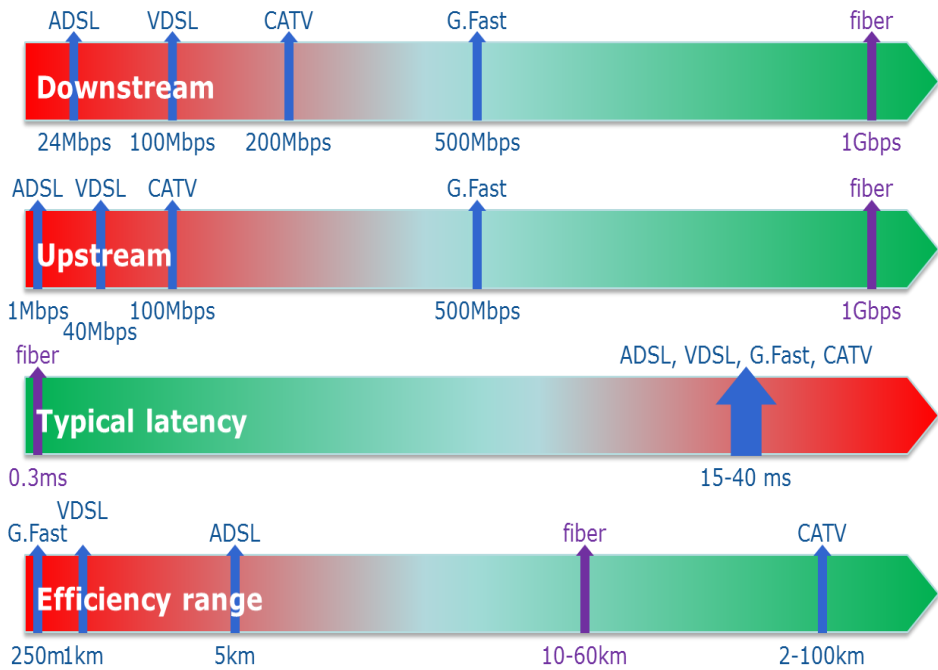 ADSL VDSL CATV G.Fast fiber
Downstream
24Mbps 100Mbps 200Mbps 500Mbps 1Gbps
ADSL VDSL CATV G.Fast fiber
Upstream
1Mbps 100Mbps 500Mbps 1Gbps
40Mbps
fiber ADSL, VDSL, G.Fast, CATV
Typical latency
0.3ms 15-40 ms
VDSL
G.Fast ADSL fiber CATV
Efficiency range
250m1km 5km 10-60km 2-100km